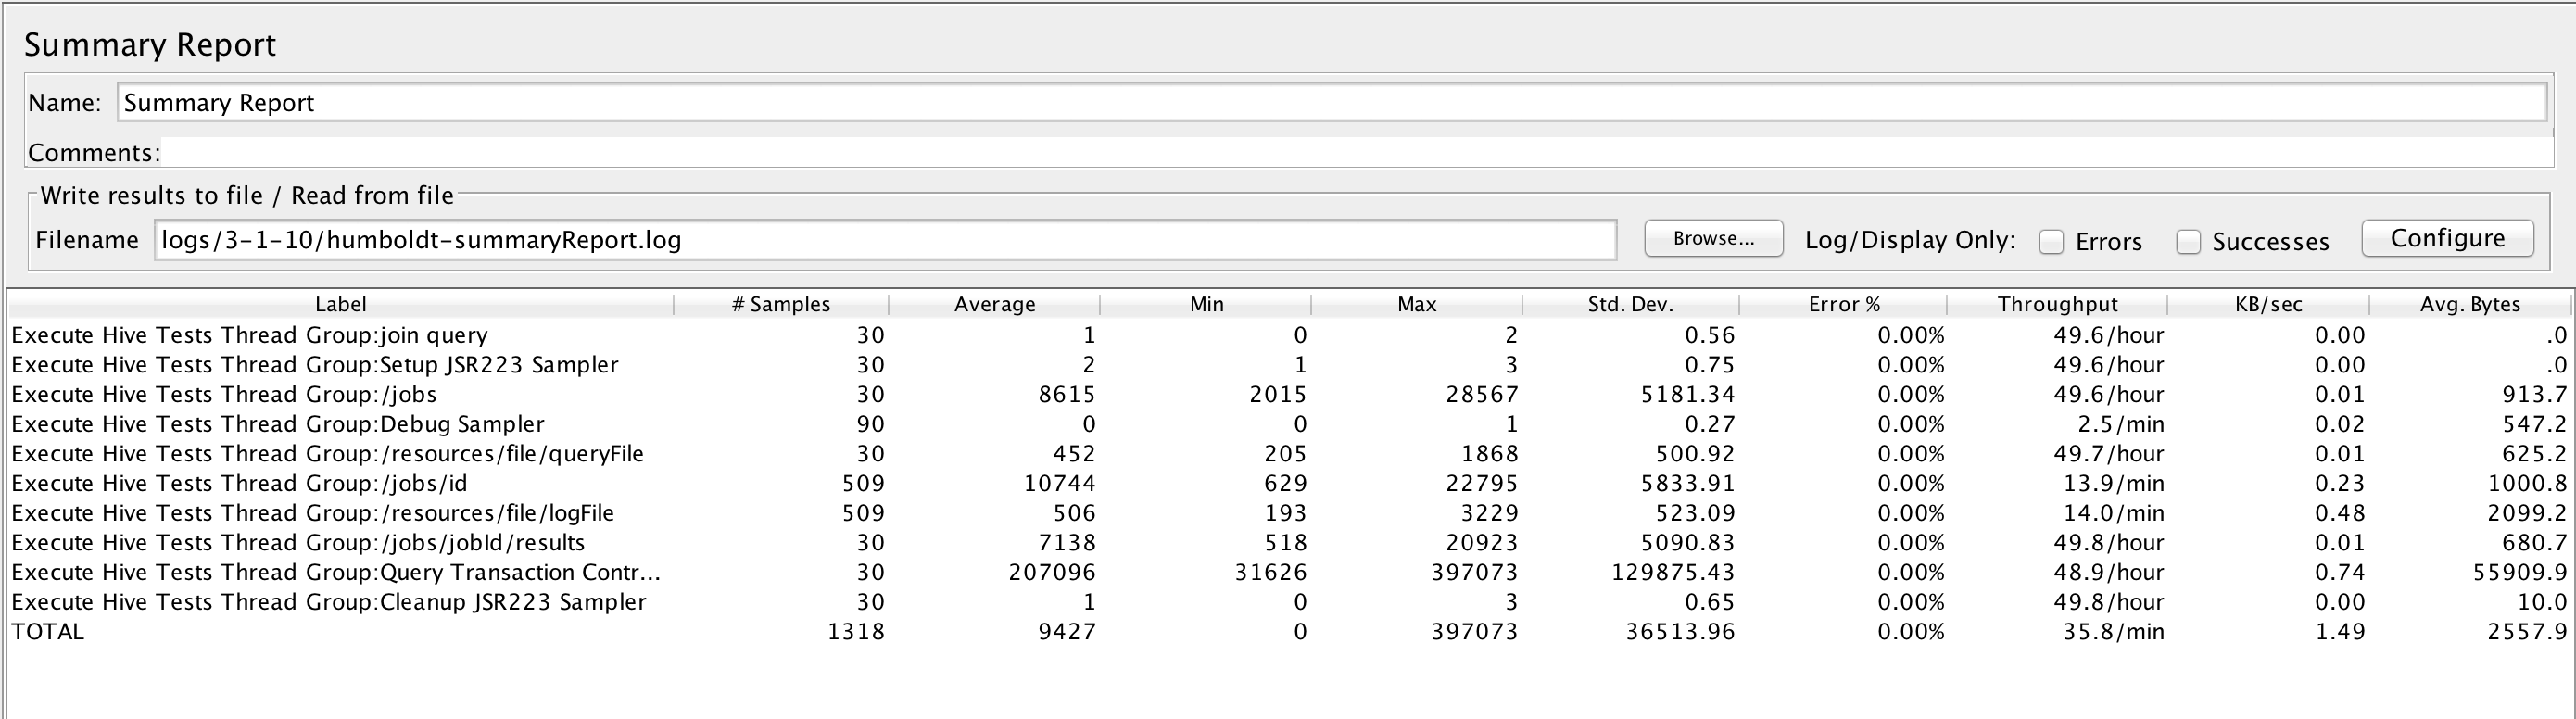 Summary Report
Name: Summary Report
Comments:
Write results to file / Read from file
Filename logs/3-1-10/humboldt-summaryReport.log Browse... Log/Display Only: Errors Successes Configure
Label # Samples Average Min Max Std. Dev. Error % Throughput KB/sec Avg. Bytes
Execute Hive Tests Thread Group:join query 30 1 0 2 0.56 0.00% 49.6/hour 0.00 .0
Execute Hive Tests Thread Group:Setup JSR223 Sampler 30 2 1 3 0.75 0.00% 49.6/hour 0.00 .0
Execute Hive Tests Thread Group:/jobs 30 8615 2015 28567 5181.34 0.00% 49.6/hour 0.01 913.7
Execute Hive Tests Thread Group:Debug Sampler 90 0 0 1 0.27 0.00% 2.5/min 0.02 547.2
Execute Hive Tests Thread Group:/resources/file/queryFile 30 452 205 1868 500.92 0.00% 49.7/hour 0.01 625.2
Execute Hive Tests Thread Group:/jobs/id 509 10744 629 22795 5833.91 0.00% 13.9/min 0.23 1000.8
Execute Hive Tests Thread Group:/resources/file/logFile 509 506 193 3229 523.09 0.00% 14.0/min 0.48 2099.2
Execute Hive Tests Thread Group:/jobs/jobId/results 30 7138 518 20923 5090.83 0.00% 49.8/hour 0.01 680.7
Execute Hive Tests Thread Group:Query Transaction Contr... 30 207096 31626 397073 129875.43 0.00% 48.9/hour 0.74 55909.9
Execute Hive Tests Thread Group:Cleanup JSR223 Sampler 30 1 0 3 0.65 0.00% 49.8/hour 0.00 10.0
TOTAL 1318 9427 0 397073 36513.96 0.00% 35.8/min 1.49 2557.9